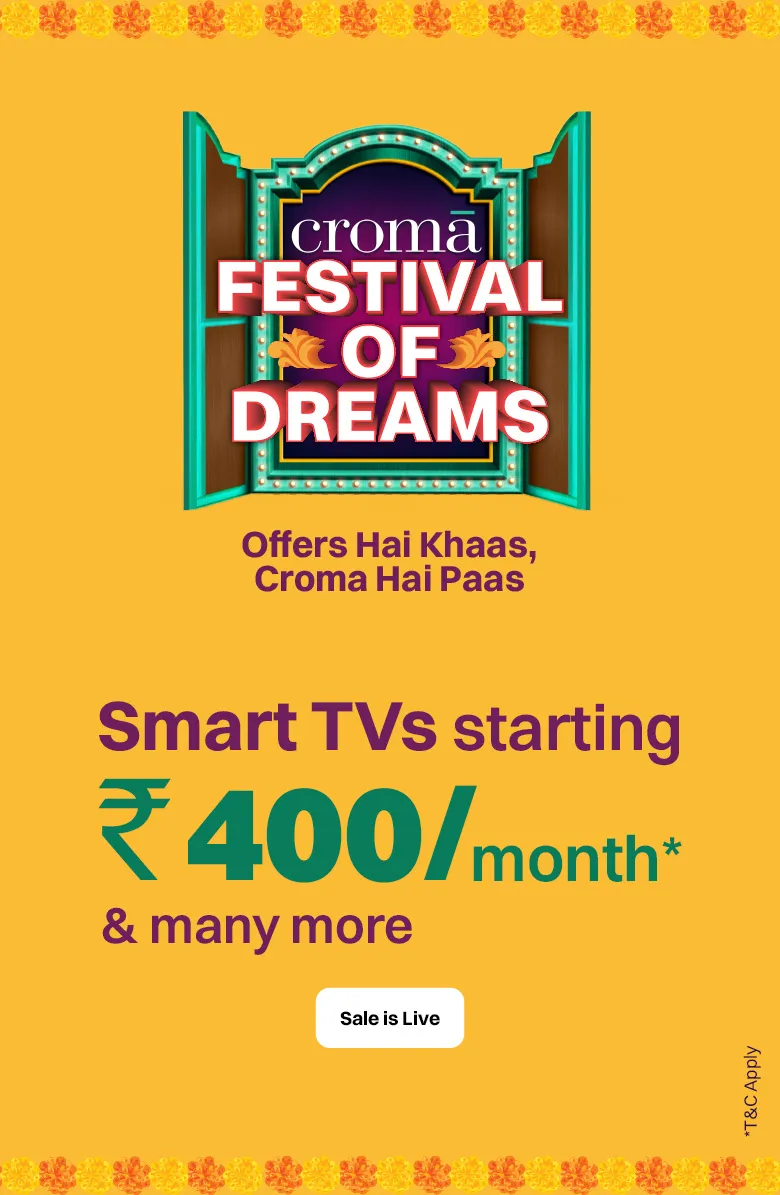 cromā
FESTIVAL
OF
DREAMS
Offers Hai Khaas,
Croma Hai Paas
Smart TVs starting
₹400/month*
& many more
Sale is Live
*T&C Apply